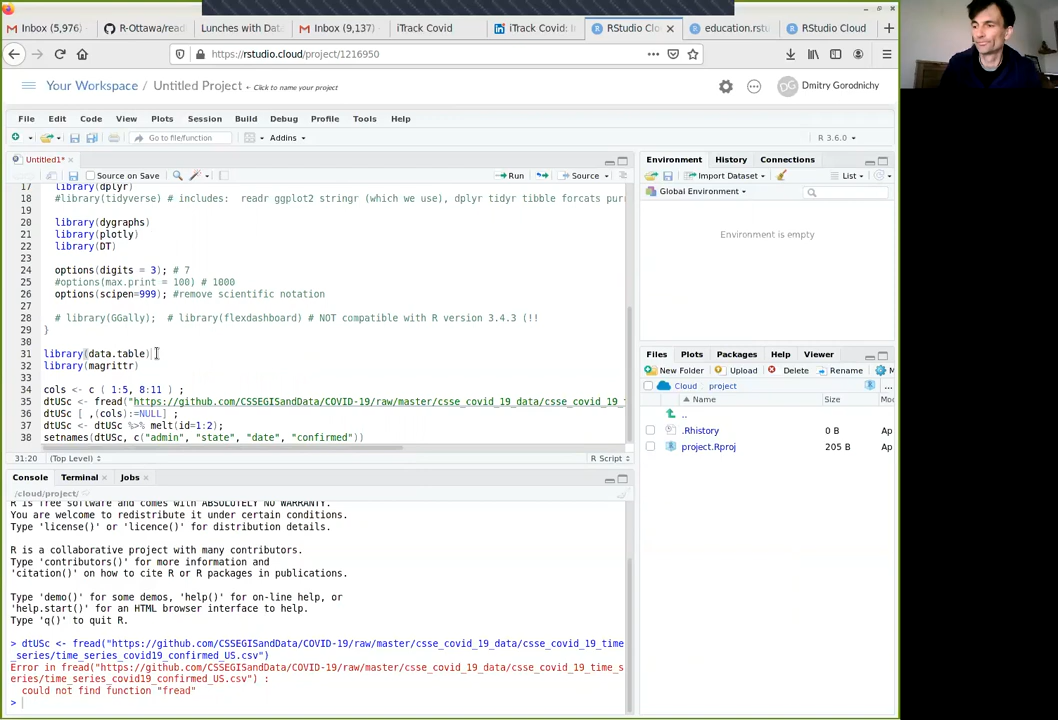 Inbox (5,976)
R-Ottawa/read
Lunches with Data
Inbox (9,137)
iTrack Covid
iTrack Covid: I
RStudio Cloud
education.rstu
RStudio Cloud
https://rstudio.cloud/project/1216950
Your Workspace / Untitled Project
Click to name your project
DG
Dmitry Gorodnichy
File Edit Code View Plots Session Build Debug Profile Tools Help
Go to file/function
Addins
R 3.6.0
Untitled1*
Source on Save
Run
Source
17 library(dplyr)
18 #library(tidyverse) # includes: readr ggplot2 stringr (which we use), dplyr tidyr tibble forcats pur
19
20 library(dygraphs)
21 library(plotly)
22 library(DT)
23
24 options(digits = 3); # 7
25 #options(max.print = 100) # 1000
26 options(scipen=999); #remove scientific notation
27
28 # library(GGally); # library(flexdashboard) # NOT compatible with R version 3.4.3 (!!
29 }
30
31 library(data.table)
32 library(magrittr)
33
34 cols <- c ( 1:5, 8:11 ) ;
35 dtUSc <- fread("https://github.com/CSSEGISandData/COVID-19/raw/master/csse_covid_19_data/csse_covid_19_t
36 dtUSc [ ,(cols):=NULL] ;
37 dtUSc <- dtUSc %>% melt(id=1:2);
38 setnames(dtUSc, c("admin", "state", "date", "confirmed"))
31:20 (Top Level)
R Script
Console Terminal Jobs
/cloud/project/
R is free software and comes with ABSOLUTELY NO WARRANTY.
You are welcome to redistribute it under certain conditions.
Type 'license()' or 'licence()' for distribution details.
R is a collaborative project with many contributors.
Type 'contributors()' for more information and
'citation()' on how to cite R or R packages in publications.
Type 'demo()' for some demos, 'help()' for on-line help, or
'help.start()' for an HTML browser interface to help.
Type 'q()' to quit R.
> dtUSc <- fread("https://github.com/CSSEGISandData/COVID-19/raw/master/csse_covid_19_data/csse_covid_19_time
_series/time_series_covid19_confirmed_US.csv")
Error in fread("https://github.com/CSSEGISandData/COVID-19/raw/master/csse_covid_19_data/csse_covid_19_time_s
eries/time_series_covid19_confirmed_US.csv") :
could not find function "fread"
>
Environment History Connections
Import Dataset
List
Global Environment
Environment is empty
Files Plots Packages Help Viewer
New Folder Upload Delete Rename
Cloud project
Name Size Mo
..
.Rhistory 0 B Ap
project.Rproj 205 B Ap